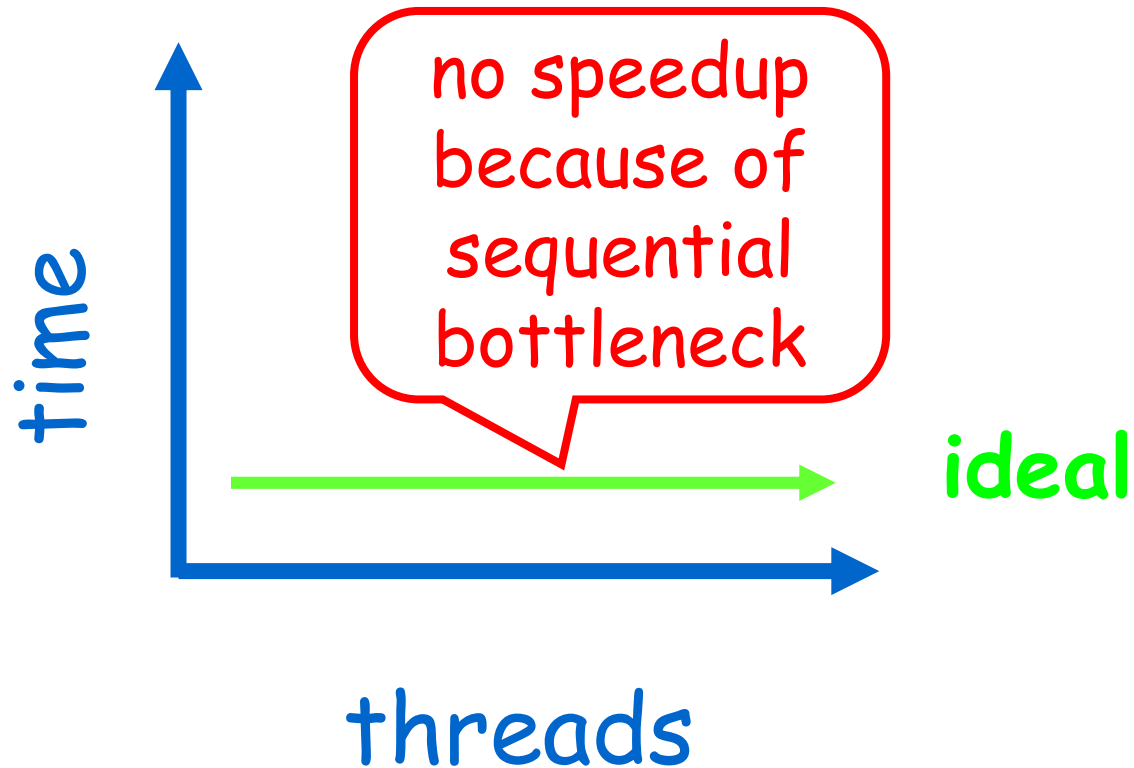 no speedup
because of
sequential
bottleneck
time
ideal
threads